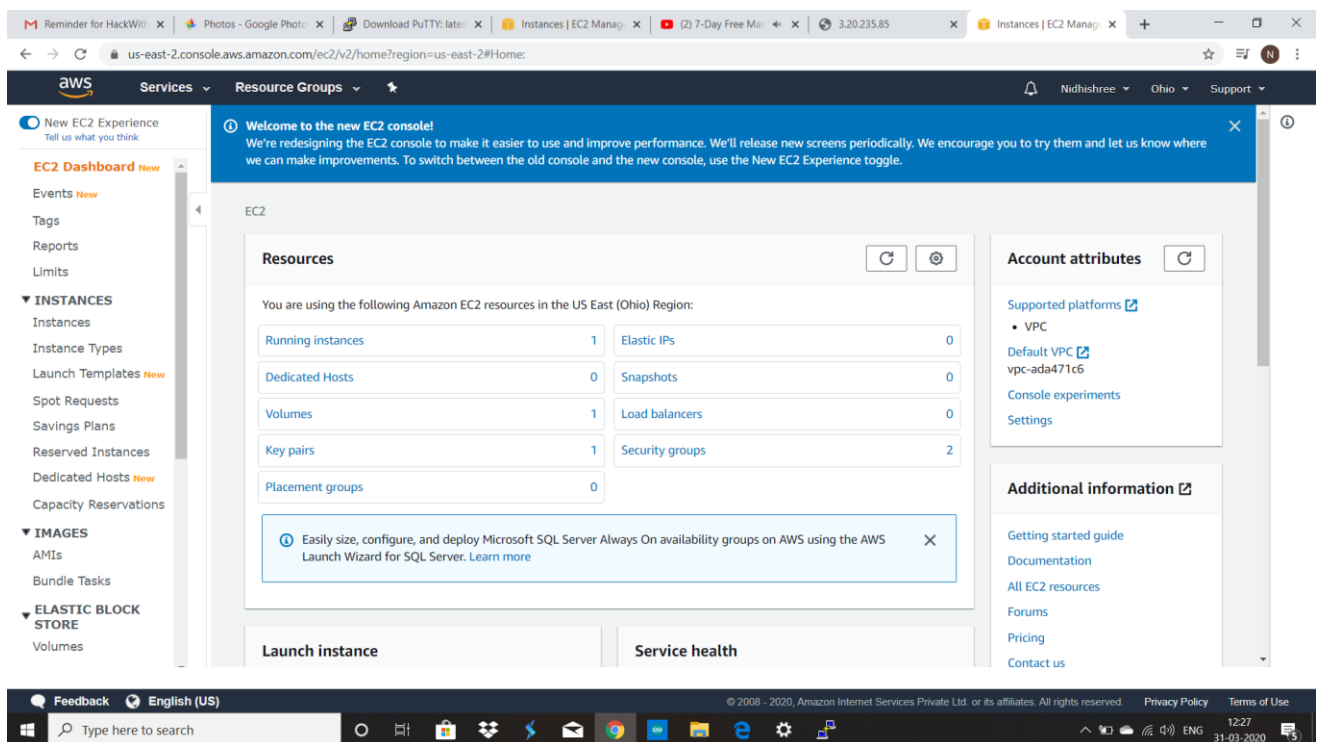 Reminder for HackWith
Photos - Google Photo
Download PuTTY: lates
Instances | EC2 Manag
(2) 7-Day Free Ma
3.20.235.85
Instances | EC2 Manag
us-east-2.console.aws.amazon.com/ec2/v2/home?region=us-east-2#Home:
N
aws
Services
Resource Groups
Nidhishree
Ohio
Support
New EC2 Experience
Tell us what you think
EC2 Dashboard New
Events New
Tags
Reports
Limits
INSTANCES
Instances
Instance Types
Launch Templates New
Spot Requests
Savings Plans
Reserved Instances
Dedicated Hosts New
Capacity Reservations
IMAGES
AMIs
Bundle Tasks
ELASTIC BLOCK
STORE
Volumes
Welcome to the new EC2 console!
We're redesigning the EC2 console to make it easier to use and improve performance. We'll release new screens periodically. We encourage you to try them and let us know where
we can make improvements. To switch between the old console and the new console, use the New EC2 Experience toggle.
EC2
Resources
You are using the following Amazon EC2 resources in the US East (Ohio) Region:
Running instances 1
Elastic IPs 0
Dedicated Hosts 0
Snapshots 0
Volumes 1
Load balancers 0
Key pairs 1
Security groups 2
Placement groups 0
Easily size, configure, and deploy Microsoft SQL Server Always On availability groups on AWS using the AWS
Launch Wizard for SQL Server. Learn more
Launch instance
Service health
Account attributes
Supported platforms
• VPC
Default VPC
vpc-ada471c6
Console experiments
Settings
Additional information
Getting started guide
Documentation
All EC2 resources
Forums
Pricing
Contact us
Feedback
English (US)
© 2008 - 2020, Amazon Internet Services Private Ltd. or its affiliates. All rights reserved.
Privacy Policy
Terms of Use
Type here to search
ENG
12:27
31-03-2020
5